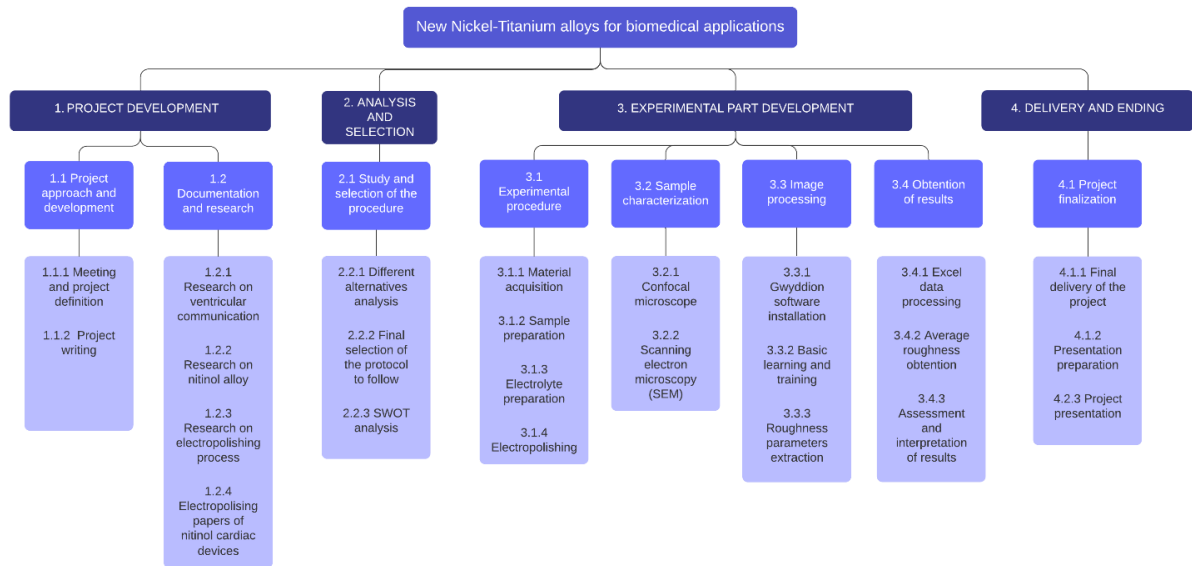 New Nickel-Titanium alloys for biomedical applications
1. PROJECT DEVELOPMENT
2. ANALYSIS
AND
SELECTION
3. EXPERIMENTAL PART DEVELOPMENT
4. DELIVERY AND ENDING
1.1 Project
approach and
development
1.2
Documentation
and research
2.1 Study and
selection of the
procedure
3.1
Experimental
procedure
3.2 Sample
characterization
3.3 Image
processing
3.4 Obtention
of results
4.1 Project
finalization
1.1.1 Meeting
and project
definition
1.1.2 Project
writing
1.2.1
Research on
ventricular
communication
1.2.2
Research on
nitinol alloy
1.2.3
Research on
electropolishing
process
1.2.4
Electropolising
papers of
nitinol cardiac
devices
2.2.1 Different
alternatives
analysis
2.2.2 Final
selection of
the protocol
to follow
2.2.3 SWOT
analysis
3.1.1 Material
acquisition
3.1.2 Sample
preparation
3.1.3
Electrolyte
preparation
3.1.4
Electropolishing
3.2.1
Confocal
microscope
3.2.2
Scanning
electron
microscopy
(SEM)
3.3.1
Gwyddion
software
installation
3.3.2 Basic
learning and
training
3.3.3
Roughness
parameters
extraction
3.4.1 Excel
data
processing
3.4.2 Average
roughness
obtention
3.4.3
Assessment
and
interpretation
of results
4.1.1 Final
delivery of the
project
4.1.2
Presentation
preparation
4.2.3 Project
presentation